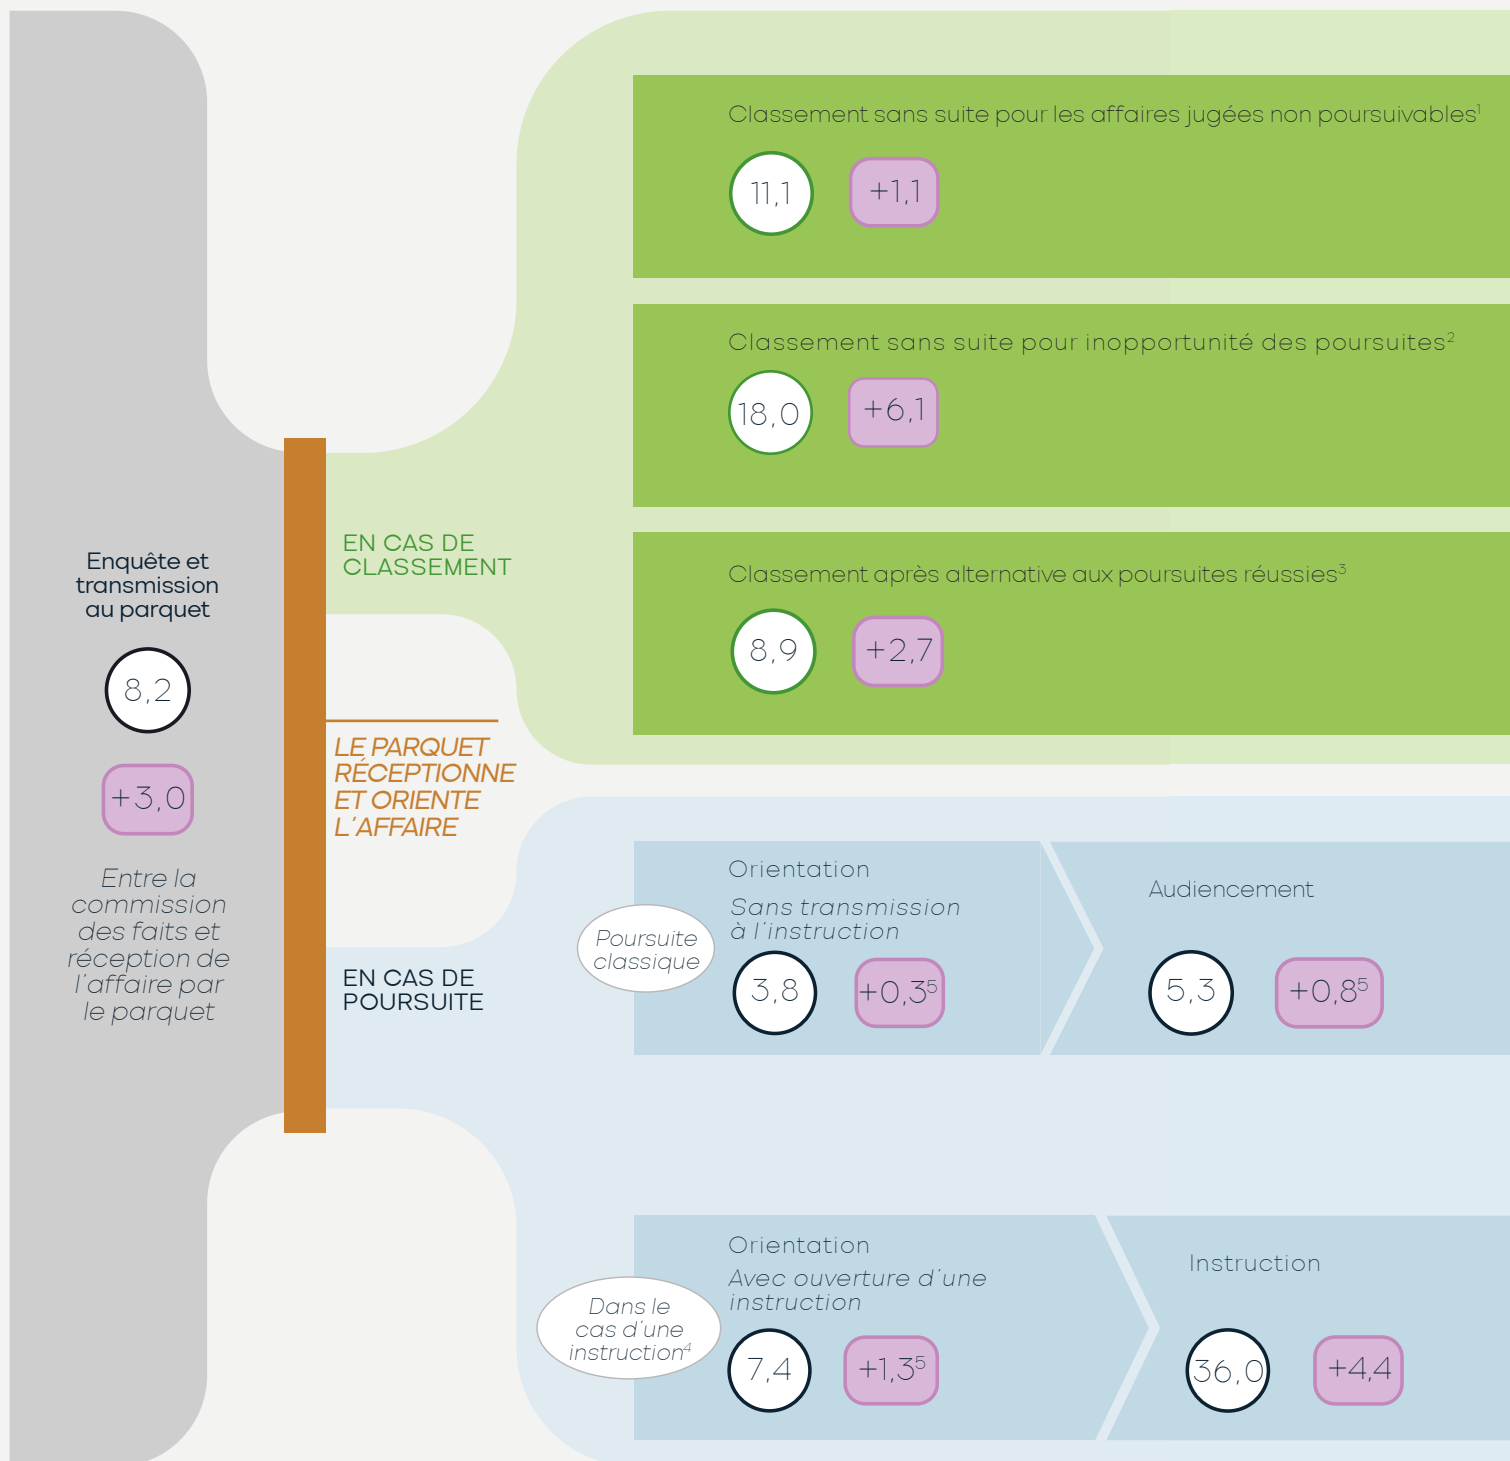 Enquête et
transmission
au parquet
8,2
+3,0
Entre la
commission
des faits et
réception de
l'affaire par
le parquet
EN CAS DE
CLASSEMENT
LE PARQUET
RÉCEPTIONNE
ET ORIENTE
L'AFFAIRE
EN CAS DE
POURSUITE
Classement sans suite pour les affaires jugées non poursuivables¹
11,1
+1,1
Classement sans suite pour inopportunité des poursuites²
18,0
+6,1
Classement après alternative aux poursuites réussies³
8,9
+2,7
Poursuite
classique
Orientation
Sans transmission
à l'instruction
3,8
+0,3⁵
Audiencement
5,3
+0,8⁵
Dans le
cas d'une
instruction⁴
Orientation
Avec ouverture d'une
instruction
7,4
+1,3⁵
Instruction
36,0
+4,4